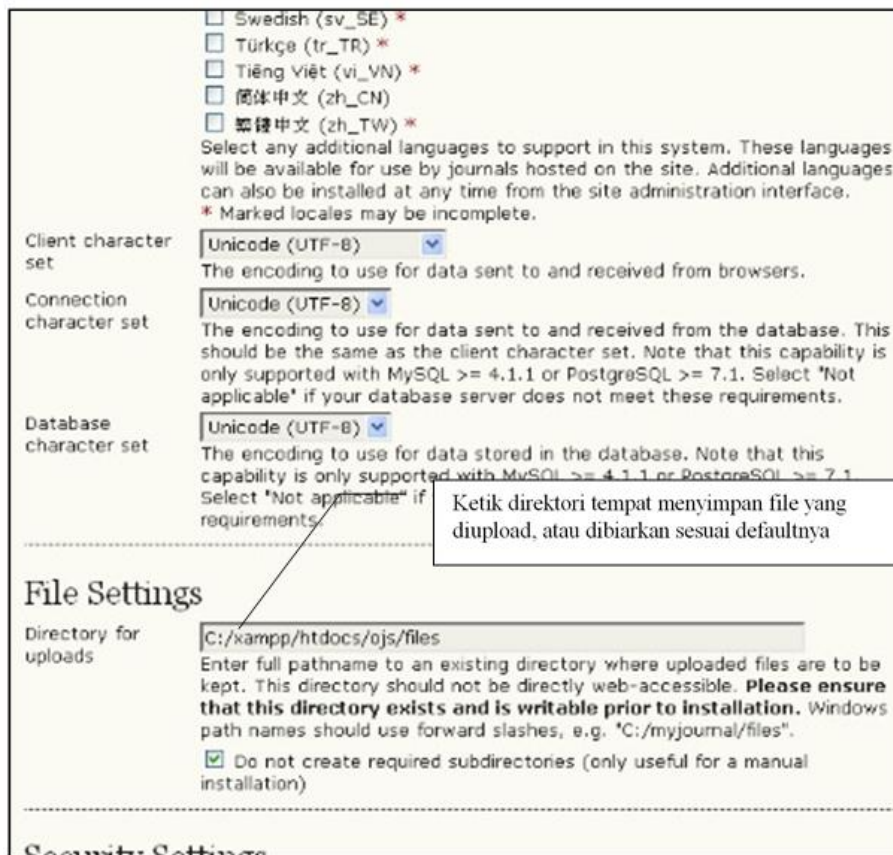 Swedish (sv_SE) *
Türkçe (tr_TR) *
Tiếng Việt (vi_VN) *
简体中文 (zh_CN)
繁體中文 (zh_TW) *
Select any additional languages to support in this system. These languages
will be available for use by journals hosted on the site. Additional languages
can also be installed at any time from the site administration interface.
* Marked locales may be incomplete.
Client character
set
Unicode (UTF-8)
The encoding to use for data sent to and received from browsers.
Connection
character set
Unicode (UTF-8)
The encoding to use for data sent to and received from the database. This
should be the same as the client character set. Note that this capability is
only supported with MySQL >= 4.1.1 or PostgreSQL >= 7.1. Select "Not
applicable" if your database server does not meet these requirements.
Database
character set
Unicode (UTF-8)
The encoding to use for data stored in the database. Note that this
capability is only supported with MySQL >= 4.1.1 or PostgreSQL >= 7.1.
Select "Not applicable" if
requirements.
Ketik direktori tempat menyimpan file yang
diupload, atau dibiarkan sesuai defaultnya
File Settings
Directory for
uploads
C:/xampp/htdocs/ojs/files
Enter full pathname to an existing directory where uploaded files are to be
kept. This directory should not be directly web-accessible. Please ensure
that this directory exists and is writable prior to installation. Windows
path names should use forward slashes, e.g. "C:/myjournal/files".
Do not create required subdirectories (only useful for a manual
installation)
Security Settings